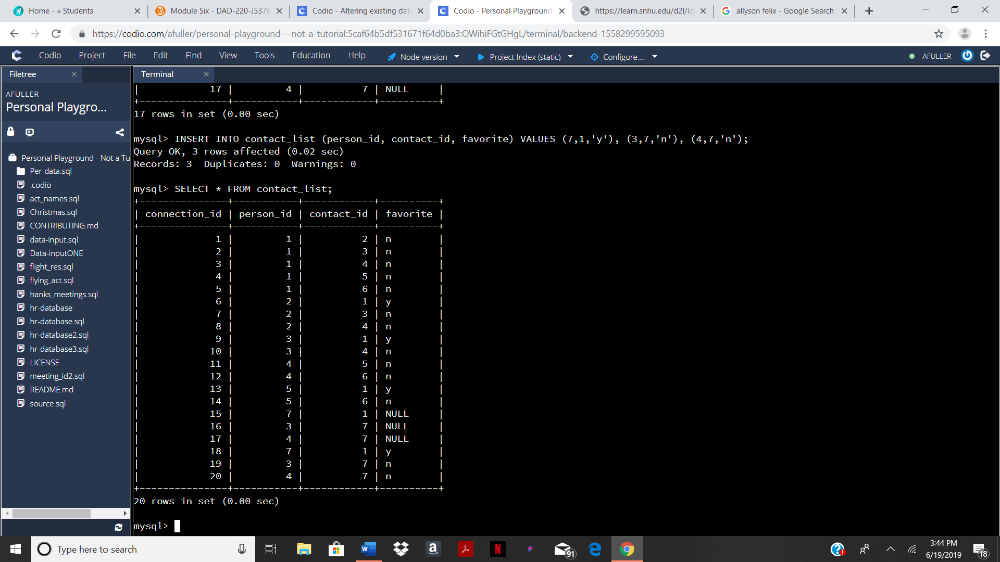 Home - » Students
Module Six - DAD-220-J5376
Codio - Altering existing data
Codio - Personal Playground
https://learn.snhu.edu/d2l/lo
allyson felix - Google Search
https://codio.com/afuller/personal-playground---not-a-tutorial:5caf64b5df531671f64d0ba3:OWihiFGtGHgL/terminal/backend-1558299595093
Codio Project File Edit Find View Tools Education Help Node version Project Index (static) Configure.... AFULLER
Filetree
AFULLER
Personal Playgro...
Personal Playground - Not a Tu
Per-data.sql
.codio
act_names.sql
Christmas.sql
CONTRIBUTING.md
data-input.sql
Data-inputONE
flight_res.sql
flying_act.sql
hanks_meetings.sql
hr-database
hr-database.sql
hr-database2.sql
hr-database3.sql
LICENSE
meeting_id2.sql
README.md
source.sql
Terminal
| 17 | 4 | 7 | NULL |
+---------------+-----------+------------+----------+
17 rows in set (0.00 sec)
mysql> INSERT INTO contact_list (person_id, contact_id, favorite) VALUES (7,1,'y'), (3,7,'n'), (4,7,'n');
Query OK, 3 rows affected (0.02 sec)
Records: 3  Duplicates: 0  Warnings: 0
mysql> SELECT * FROM contact_list;
+---------------+-----------+------------+----------+
| connection_id | person_id | contact_id | favorite |
+---------------+-----------+------------+----------+
| 1 | 1 | 2 | n |
| 2 | 1 | 3 | n |
| 3 | 1 | 4 | n |
| 4 | 1 | 5 | n |
| 5 | 1 | 6 | n |
| 6 | 2 | 1 | y |
| 7 | 2 | 3 | n |
| 8 | 2 | 4 | n |
| 9 | 3 | 1 | y |
| 10 | 3 | 4 | n |
| 11 | 4 | 5 | n |
| 12 | 4 | 6 | n |
| 13 | 5 | 1 | y |
| 14 | 5 | 6 | n |
| 15 | 7 | 1 | NULL |
| 16 | 3 | 7 | NULL |
| 17 | 4 | 7 | NULL |
| 18 | 7 | 1 | y |
| 19 | 3 | 7 | n |
| 20 | 4 | 7 | n |
+---------------+-----------+------------+----------+
20 rows in set (0.00 sec)
mysql>
Type here to search
91
3:44 PM
6/19/2019
18